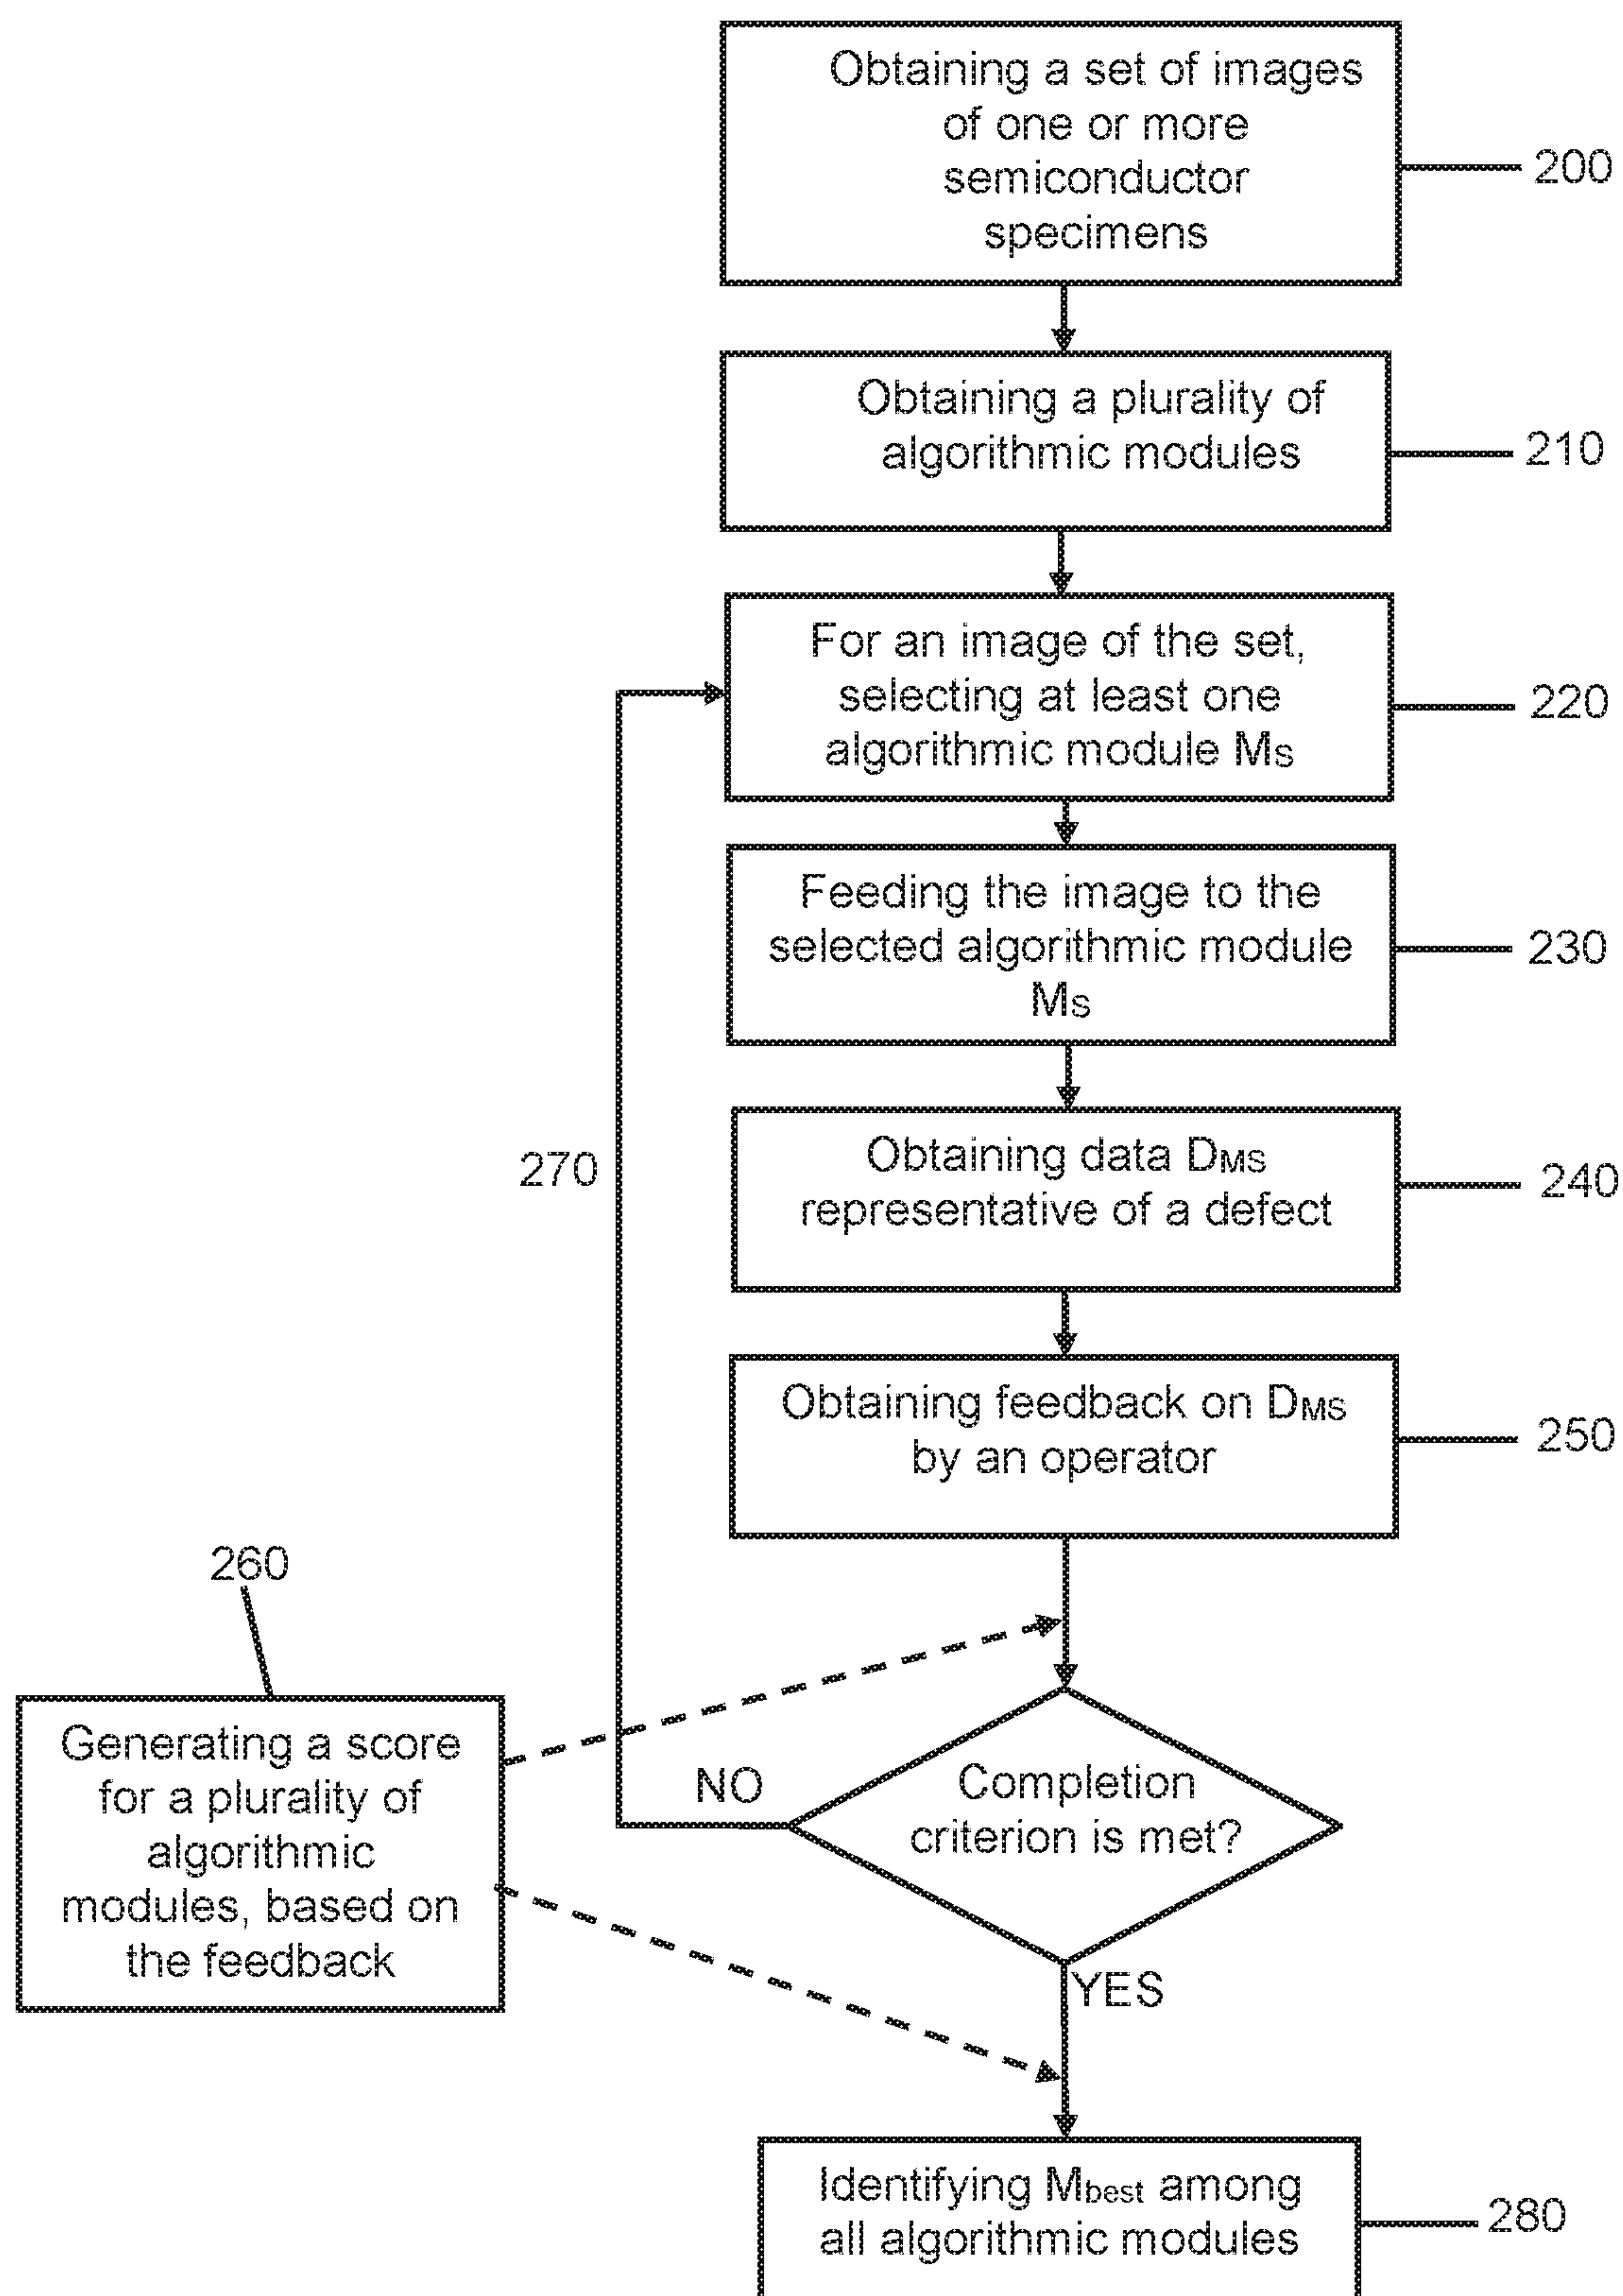 Obtaining a set of images
of one or more
semiconductor
specimens
200
Obtaining a plurality of
algorithmic modules
210
For an image of the set,
selecting at least one
algorithmic module MS
220
Feeding the image to the
selected algorithmic module
MS
230
270
Obtaining data DMS
representative of a defect
240
Obtaining feedback on DMS
by an operator
250
260
Generating a score
for a plurality of
algorithmic
modules, based on
the feedback
NO
Completion
criterion is met?
YES
Identifying Mbest among
all algorithmic modules
280